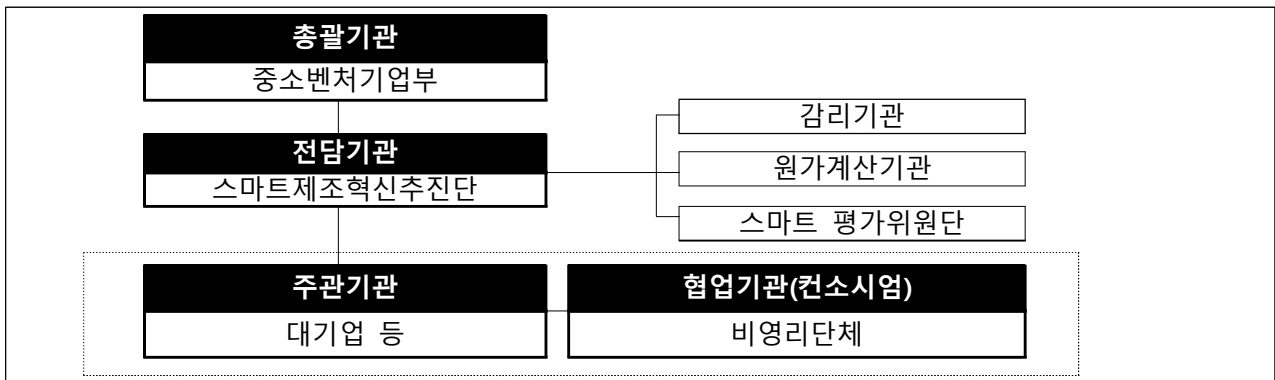 총괄기관
중소벤처기업부
감리기관
전담기관
원가계산기관
스마트제조혁신추진단
스마트 평가위원단
주관기관
협업기관(컨소시엄)
대기업 등
비영리단체